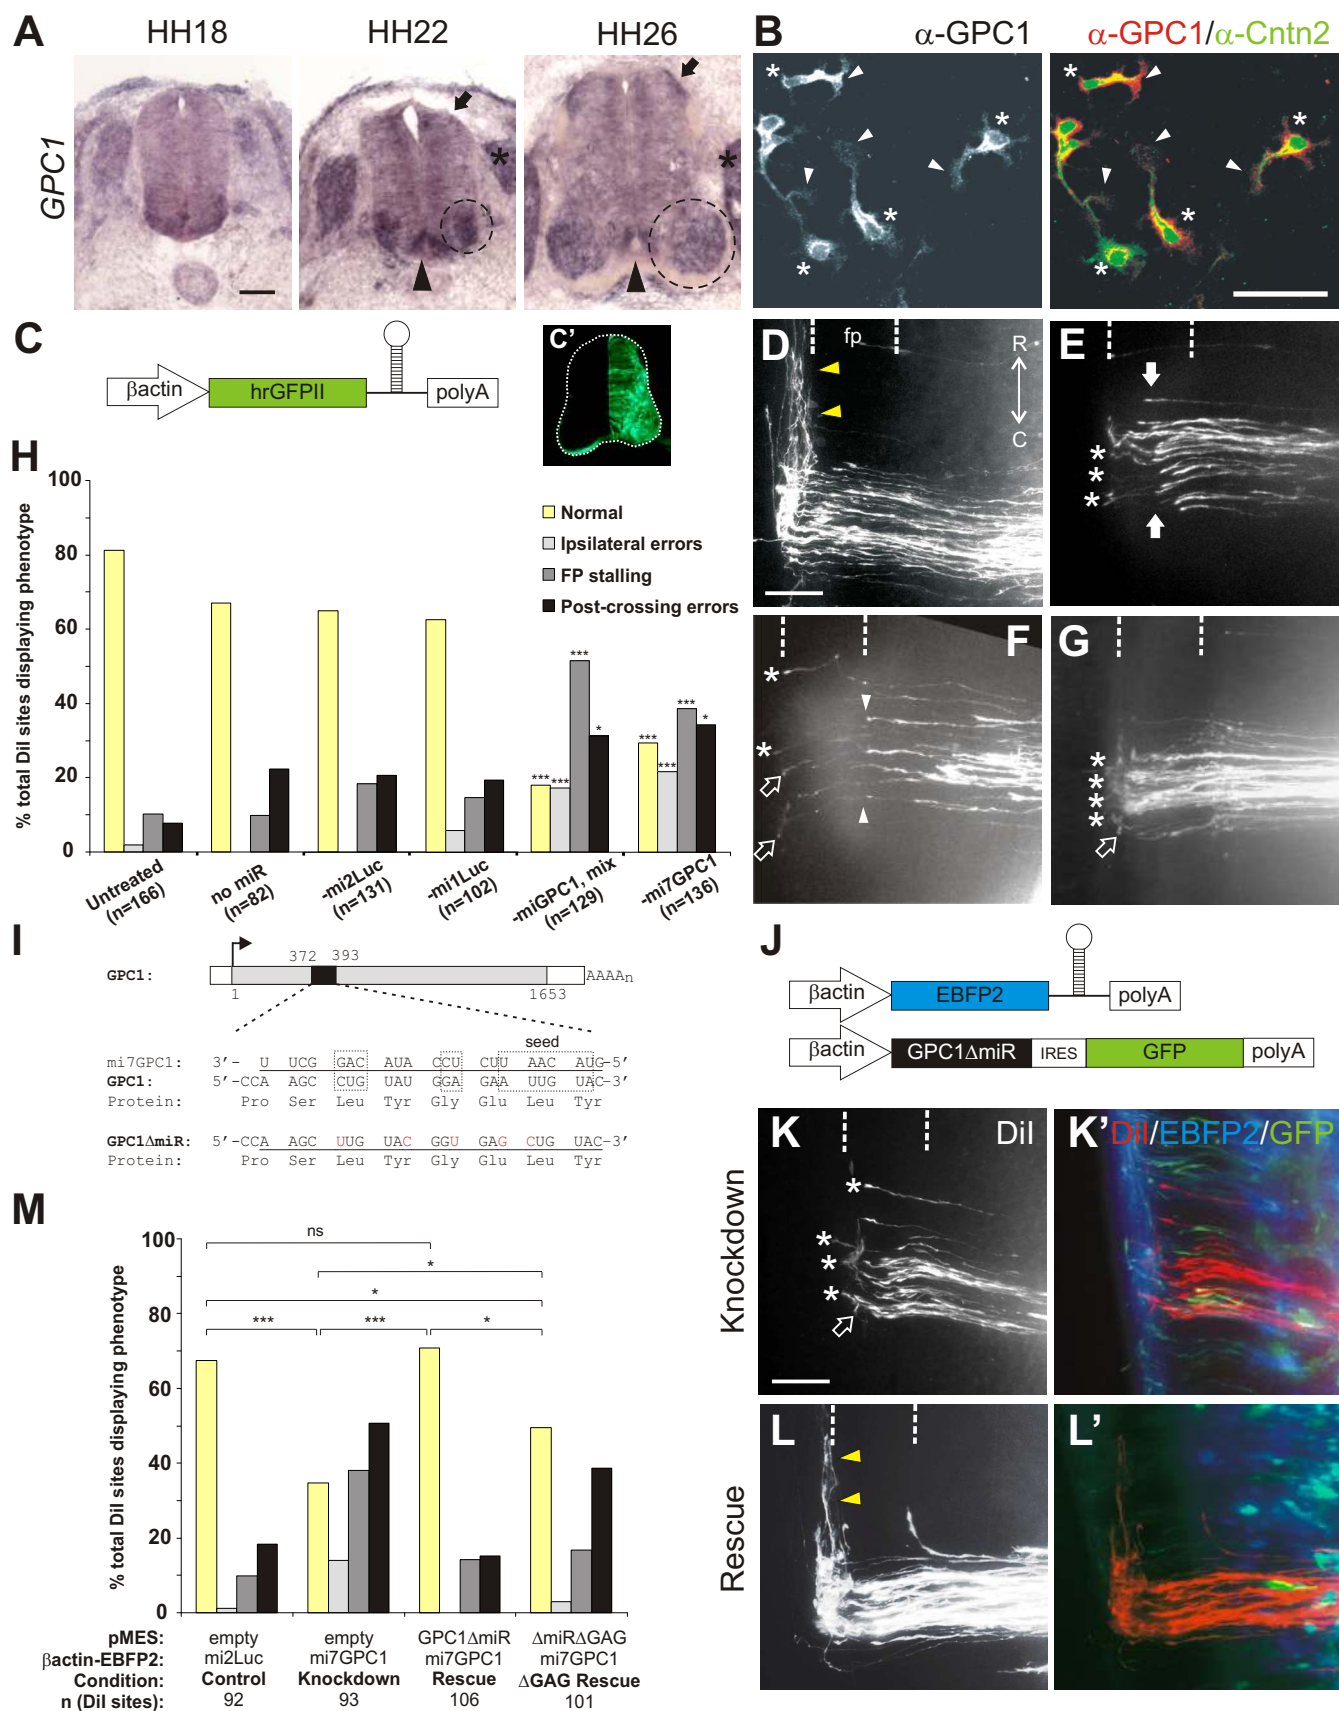 A HH18 HH22 HH26
GPC1
*
*
B α-GPC1 α-GPC1/α-Cntn2
* * * *
* * * *
C
βactin hrGFPII polyA
C'
D fp R C
E
* * *
F
* *
G
* * * *
H
% total DiI sites displaying phenotype
100
80
60
40
20
0
Normal
Ipsilateral errors
FP stalling
Post-crossing errors
*** *** *** *
*** *** *** *
Untreated (n=166)
no miR (n=82)
-mi2Luc (n=131)
-mi1Luc (n=102)
-miGPC1, mix (n=129)
-mi7GPC1 (n=136)
I
372 393
GPC1: AAAAn
1 1653
seed
mi7GPC1: 3’- U UCG GAC AUA CCU CUU AAC AUG-5’
GPC1: 5’-CCA AGC CUG UAU GGA GAA UUG UAC-3’
Protein: Pro Ser Leu Tyr Gly Glu Leu Tyr
GPC1ΔmiR: 5’-CCA AGC UUG UAC GGU GAG CUG UAC-3’
Protein: Pro Ser Leu Tyr Gly Glu Leu Tyr
J
βactin EBFP2 polyA
βactin GPC1ΔmiR IRES GFP polyA
Knockdown
K DiI
* * * *
K' DiI/EBFP2/GFP
Rescue
L
L'
M
% total DiI sites displaying phenotype
100
80
60
40
20
0
ns
*
*
*** *** *
pMES: empty empty GPC1ΔmiR ΔmiRΔGAG
βactin-EBFP2: mi2Luc mi7GPC1 mi7GPC1 mi7GPC1
Condition: Control Knockdown Rescue ΔGAG Rescue
n (DiI sites): 92 93 106 101